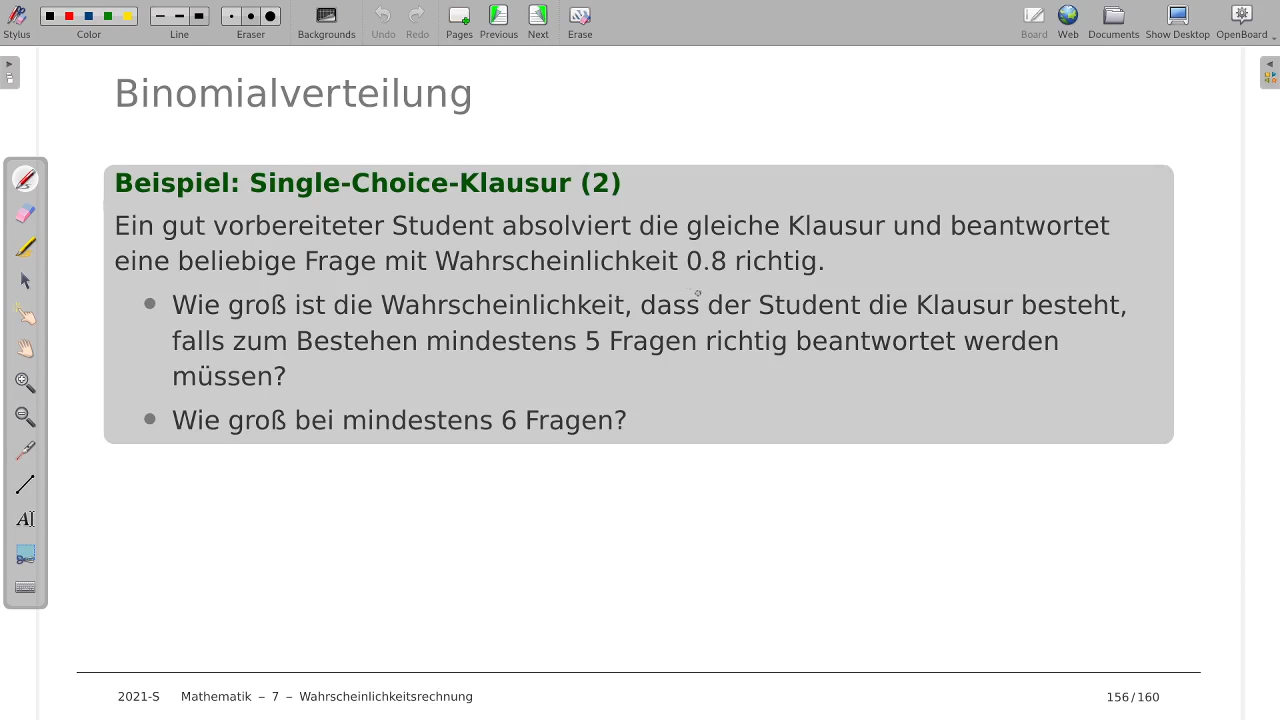 Stylus Color Line Eraser Backgrounds Undo Redo Pages Previous Next Erase Board Web Documents Show Desktop OpenBoard
Binomialverteilung
Beispiel: Single-Choice-Klausur (2)
Ein gut vorbereiteter Student absolviert die gleiche Klausur und beantwortet
eine beliebige Frage mit Wahrscheinlichkeit 0.8 richtig.
• Wie groß ist die Wahrscheinlichkeit, dass der Student die Klausur besteht,
falls zum Bestehen mindestens 5 Fragen richtig beantwortet werden
müssen?
• Wie groß bei mindestens 6 Fragen?
2021-S Mathematik – 7 – Wahrscheinlichkeitsrechnung 156/160